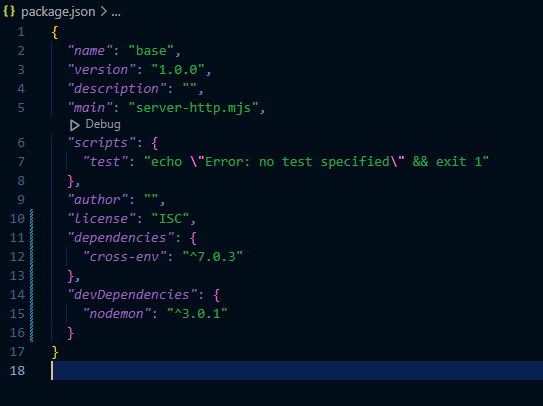 {} package.json > ...
1 {
2 "name": "base",
3 "version": "1.0.0",
4 "description": "",
5 "main": "server-http.mjs",
Debug
6 "scripts": {
7 "test": "echo \"Error: no test specified\" && exit 1"
8 },
9 "author": "",
10 "license": "ISC",
11 "dependencies": {
12 "cross-env": "^7.0.3"
13 },
14 "devDependencies": {
15 "nodemon": "^3.0.1"
16 }
17 }
18